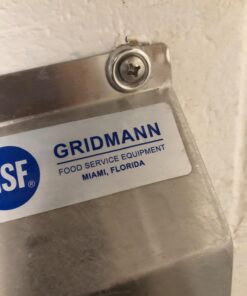 SF®
GRIDMANN
FOOD SERVICE EQUIPMENT
MIAMI, FLORIDA